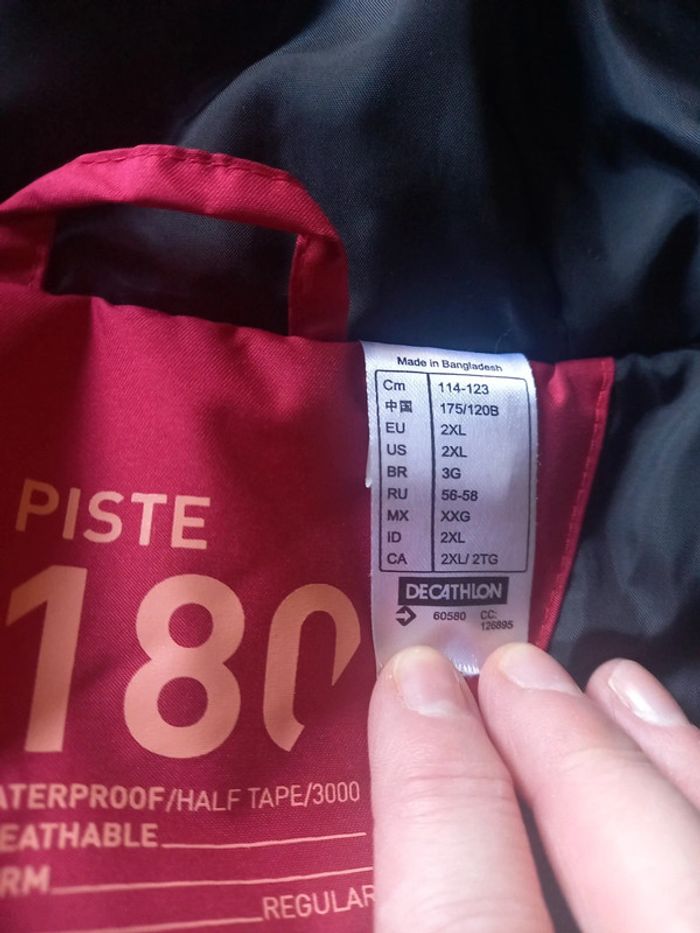 Made in Bangladesh
Cm 114-123
中国 175/120B
EU 2XL
US 2XL
BR 3G
RU 56-58
MX XXG
ID 2XL
CA 2XL/ 2TG
DECATHLON
60580 CC:
126895
PISTE
180
ATERPROOF/HALF TAPE/3000
EATHABLE
RM
REGULAR